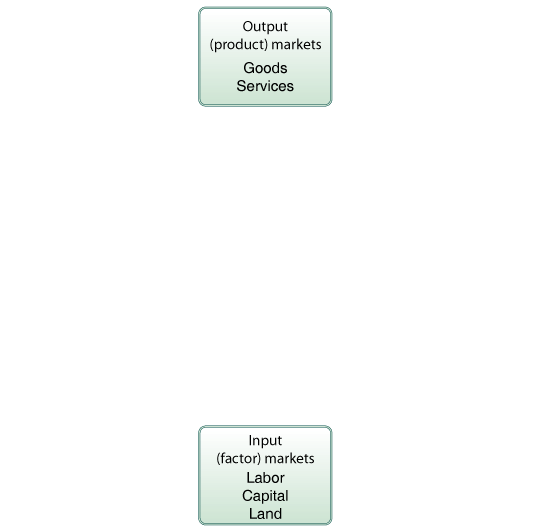 Output
(product) markets
Goods
Services
Input
(factor) markets
Labor
Capital
Land